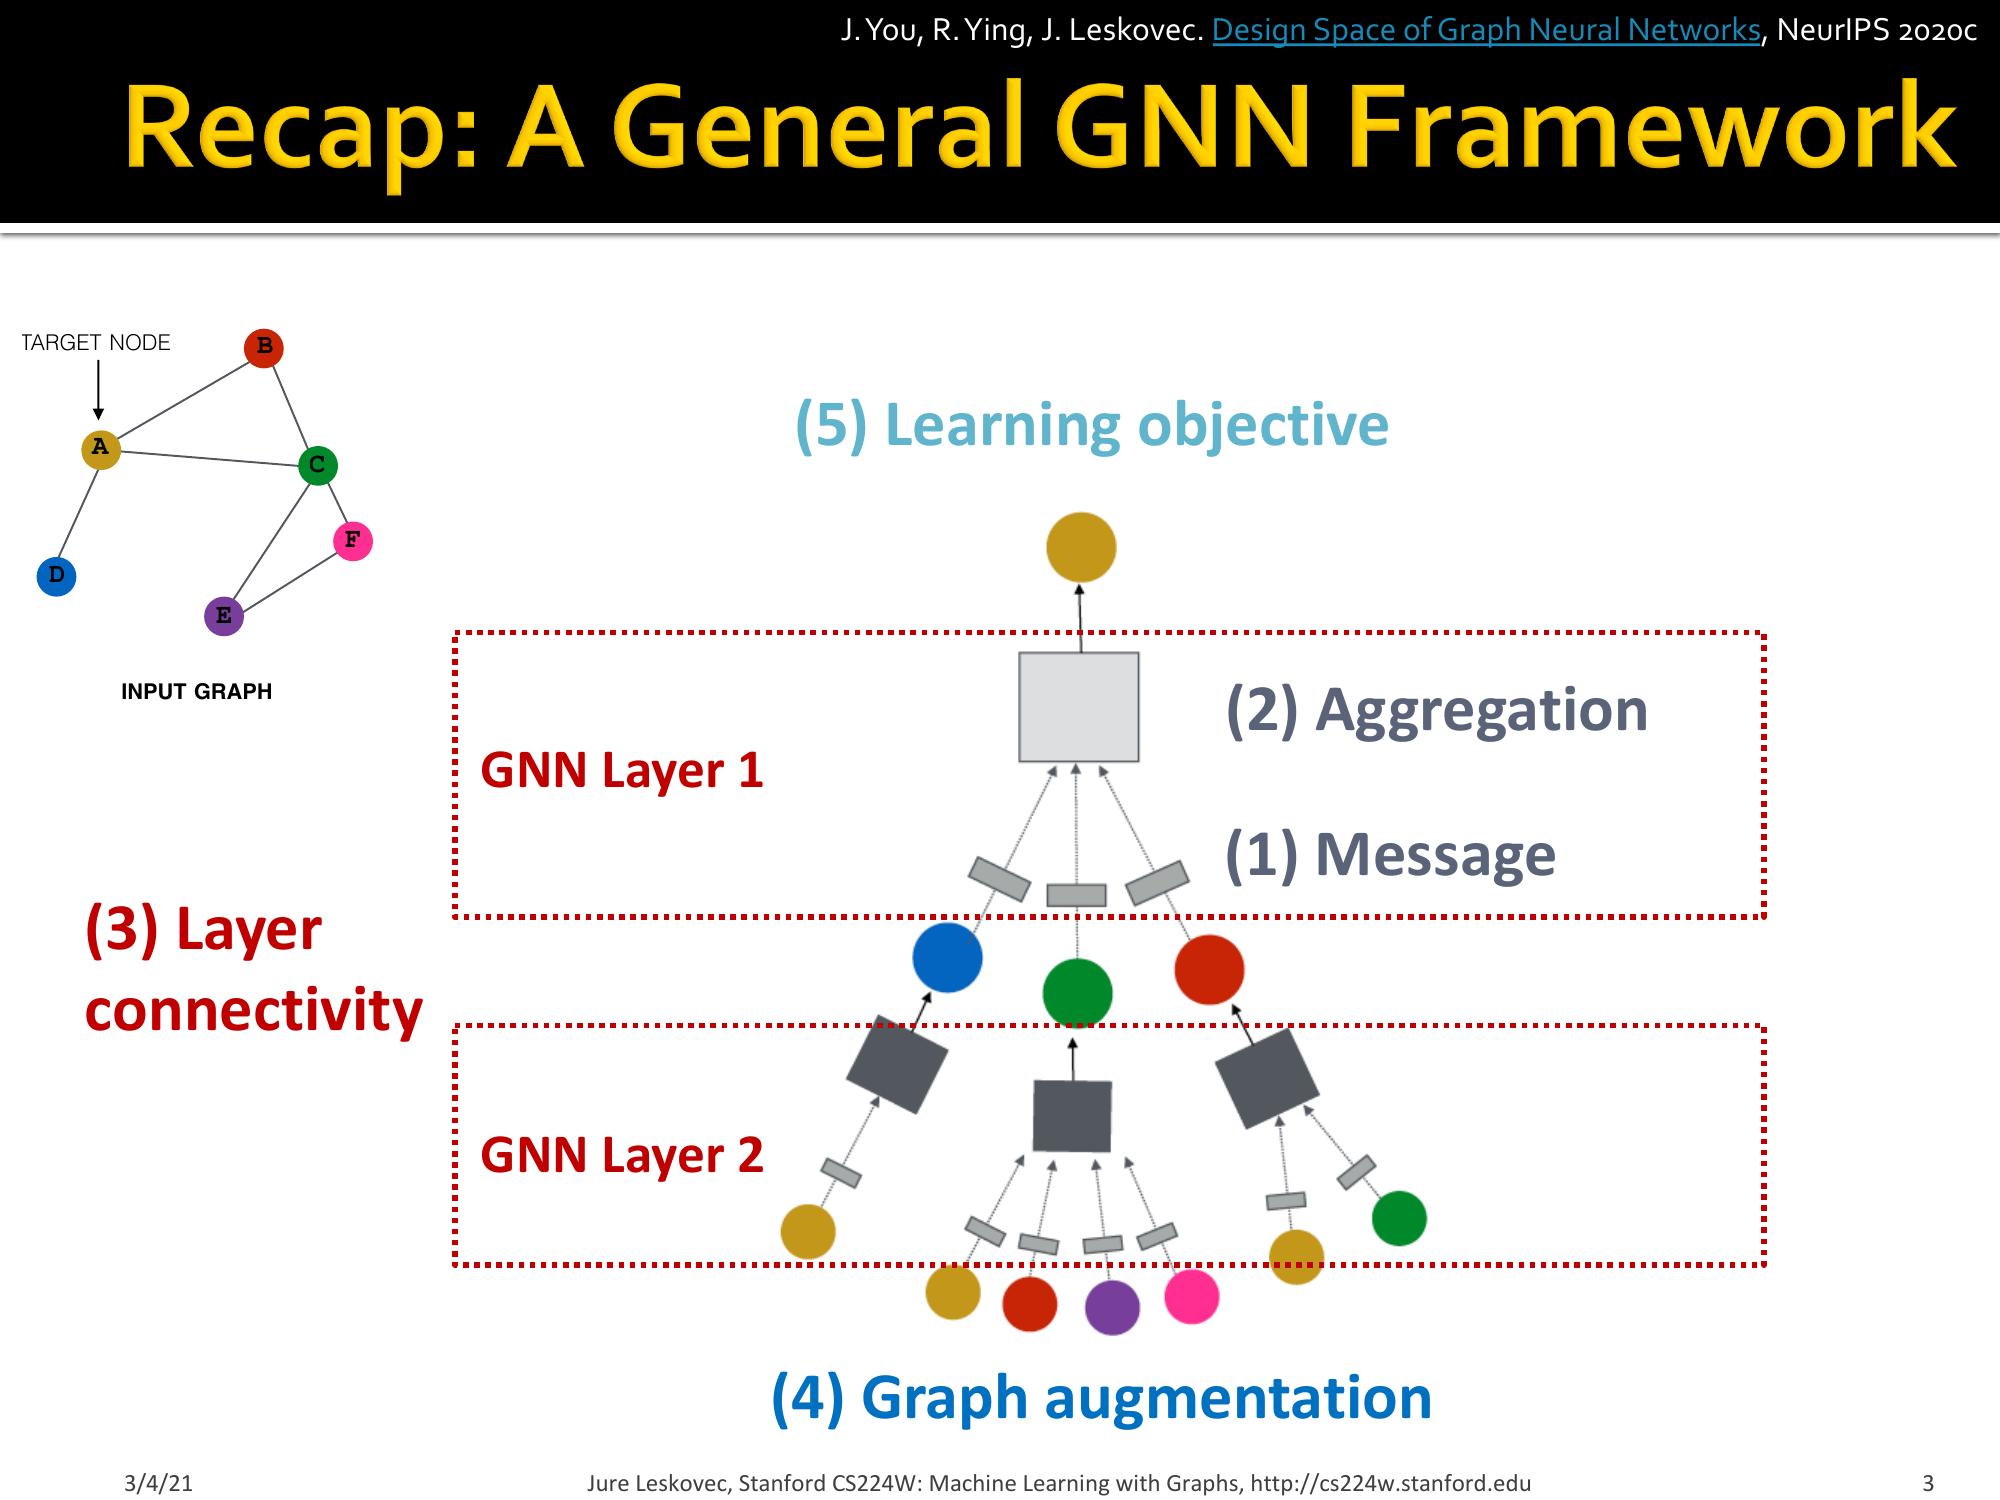 J. You, R. Ying, J. Leskovec. Design Space of Graph Neural Networks, NeurIPS 2020c
Recap: A General GNN Framework
TARGET NODE
B
A
C
F
D
E
INPUT GRAPH
(5) Learning objective
(2) Aggregation
GNN Layer 1
(1) Message
(3) Layer
connectivity
GNN Layer 2
(4) Graph augmentation
3/4/21
Jure Leskovec, Stanford CS224W: Machine Learning with Graphs, http://cs224w.stanford.edu
3